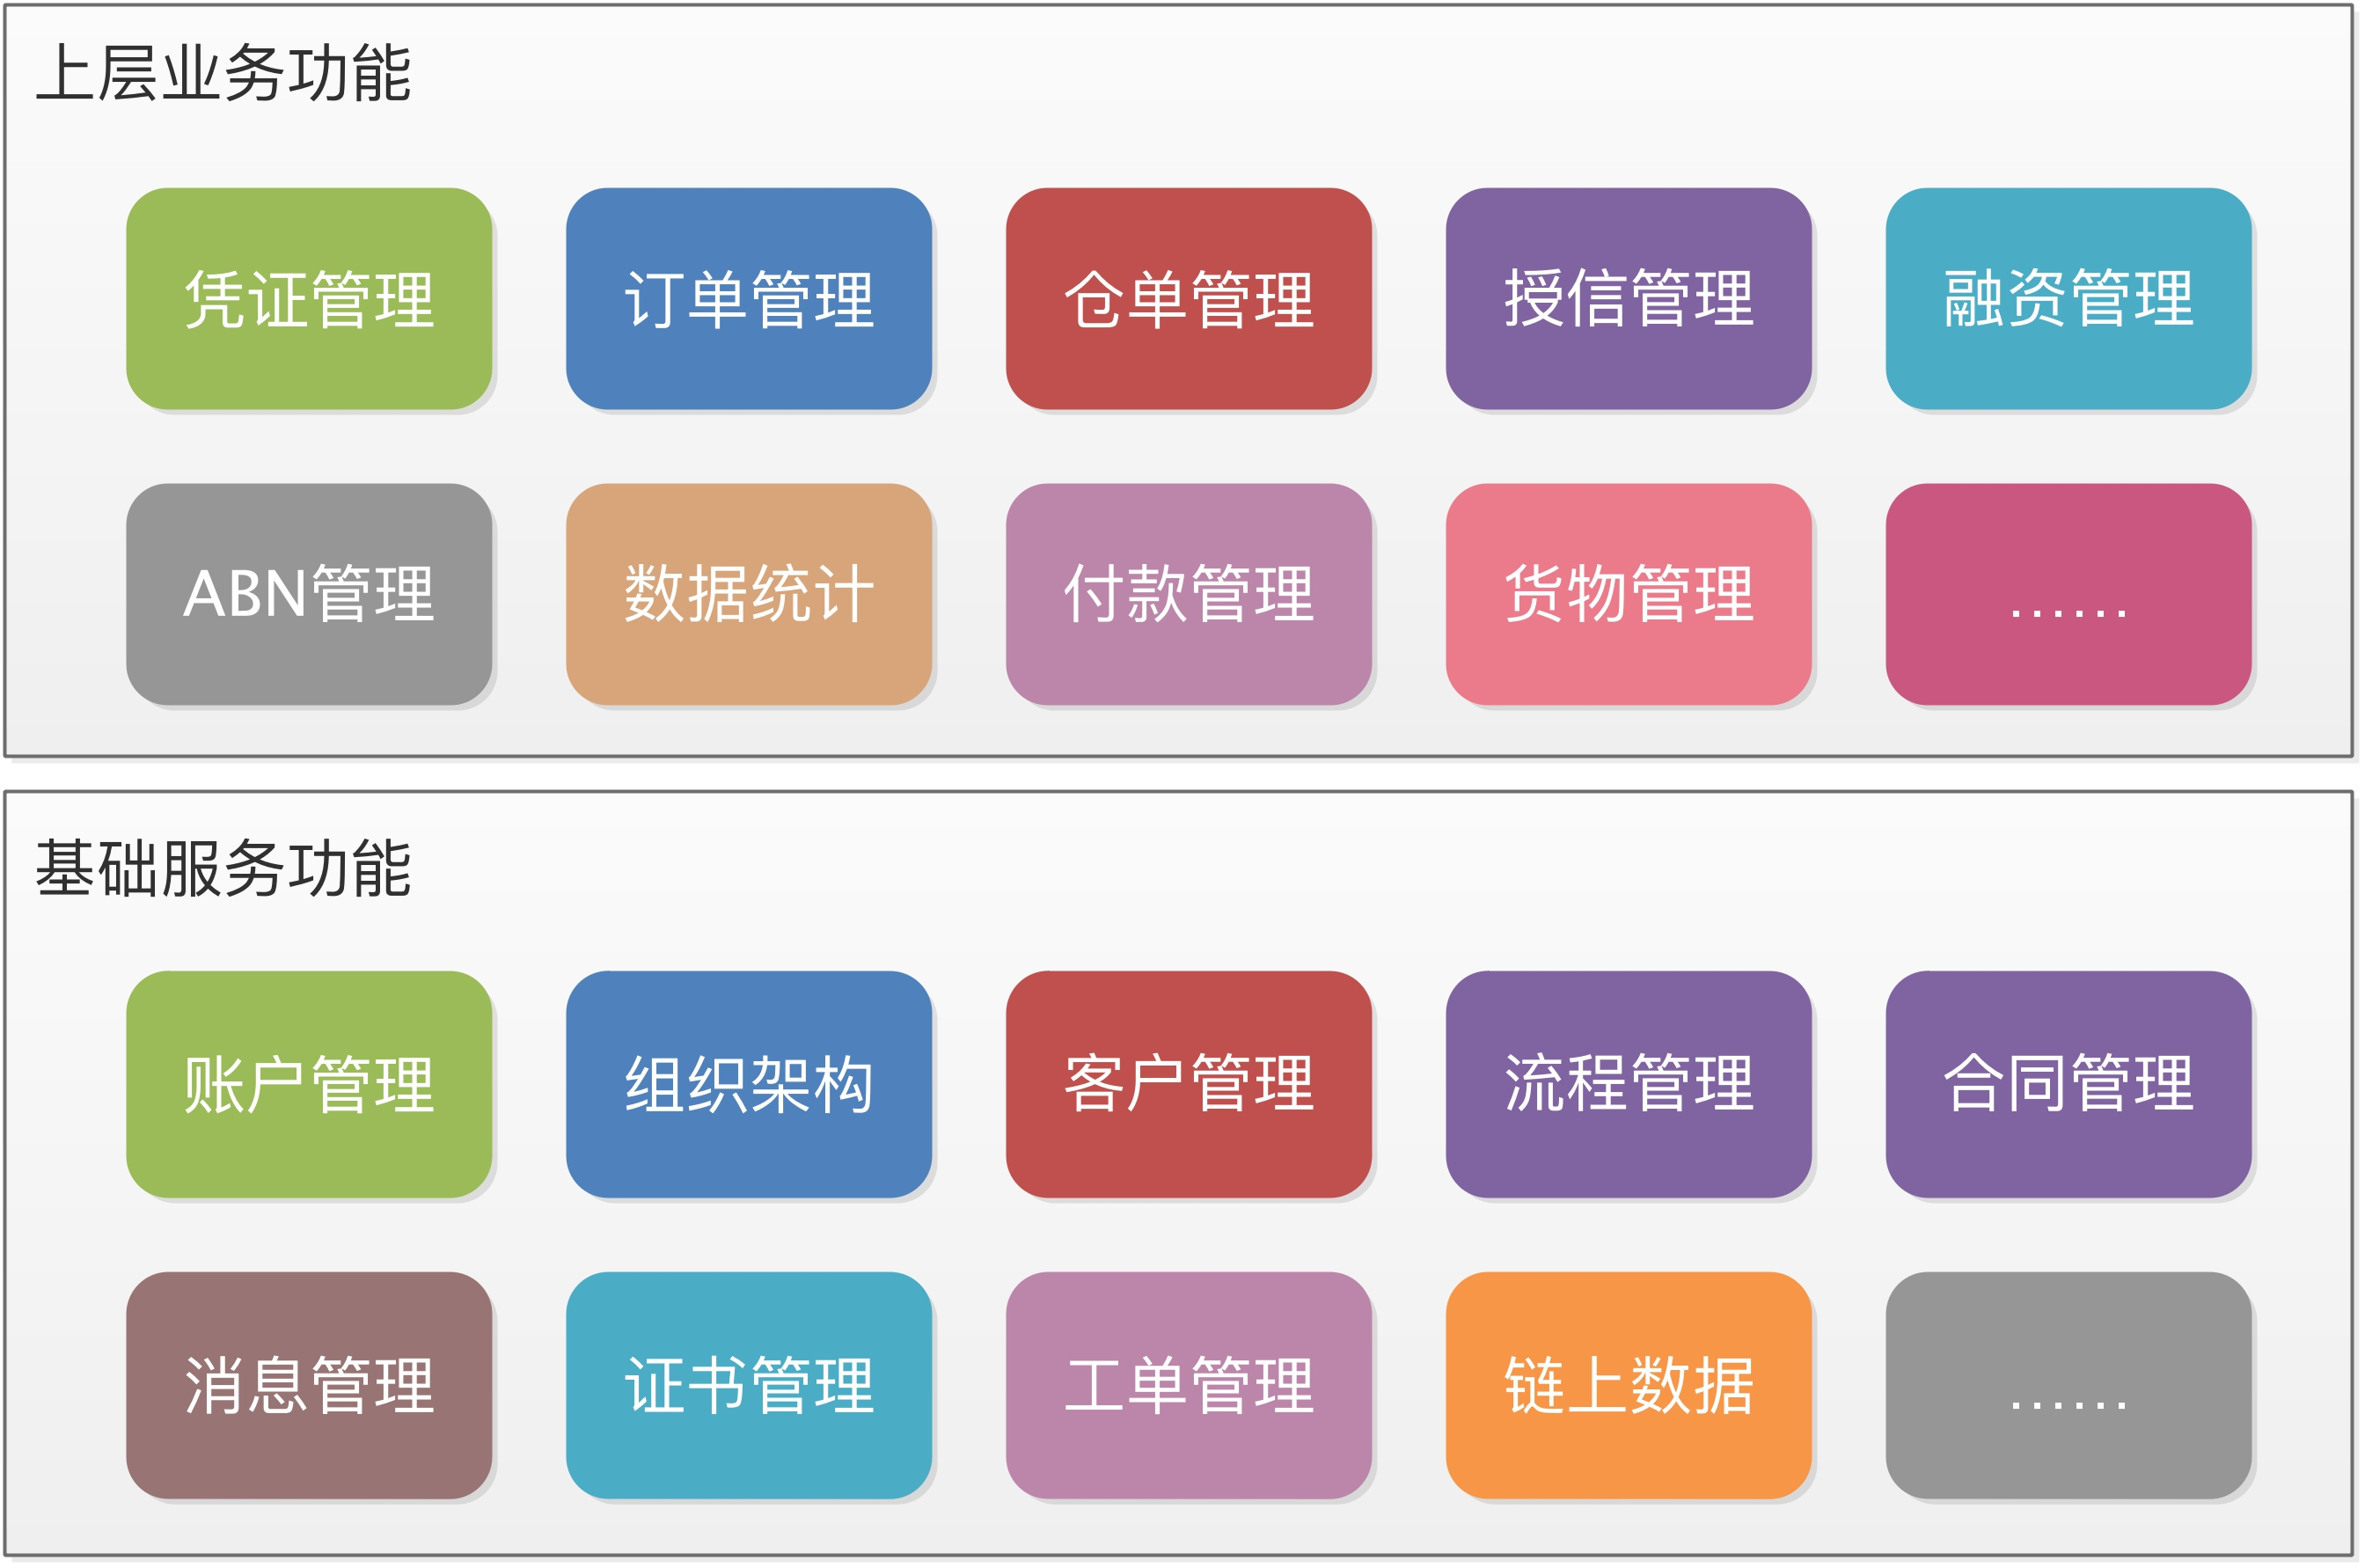 上层业务功能
凭证管理
订单管理
仓单管理
授信管理
融资管理
ABN管理
数据统计
付款管理
货物管理
······
基础服务功能
账户管理
组织架构
客户管理
流程管理
合同管理
消息管理
证书管理
工单管理
链上数据
······